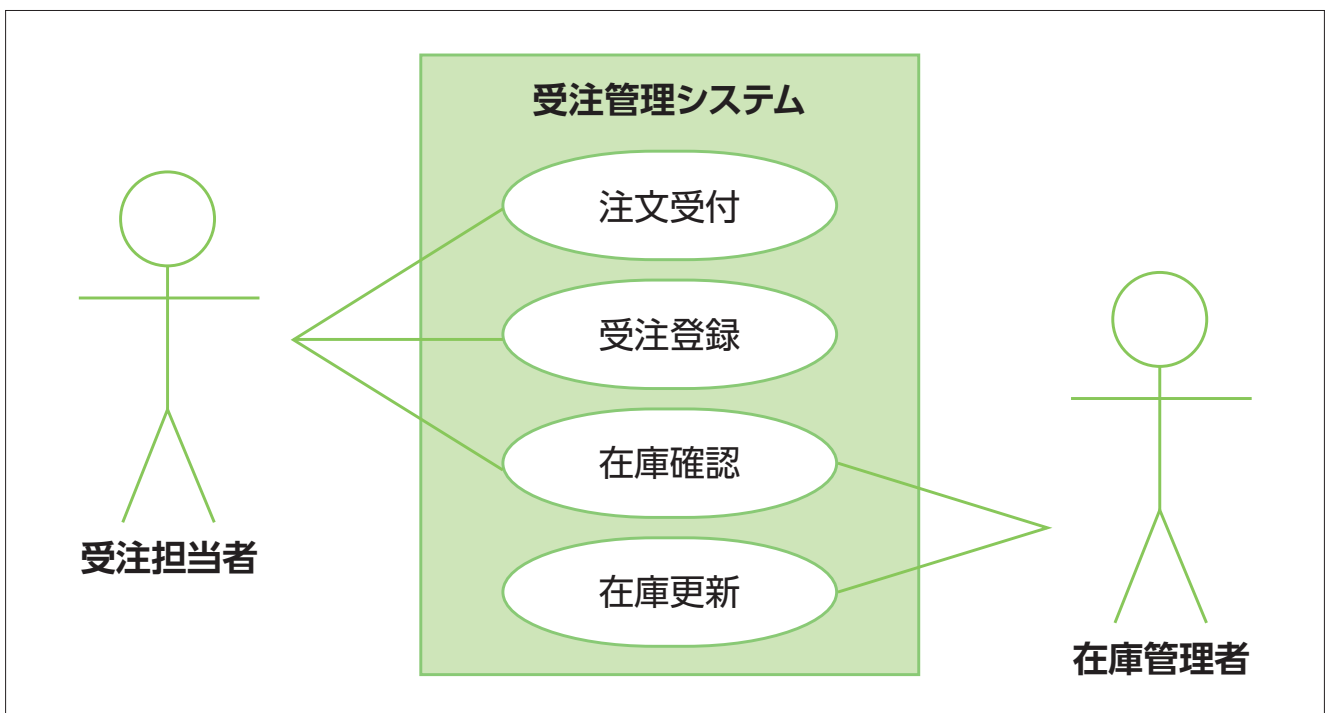 受注管理システム
注文受付
受注登録
在庫確認
在庫更新
受注担当者
在庫管理者